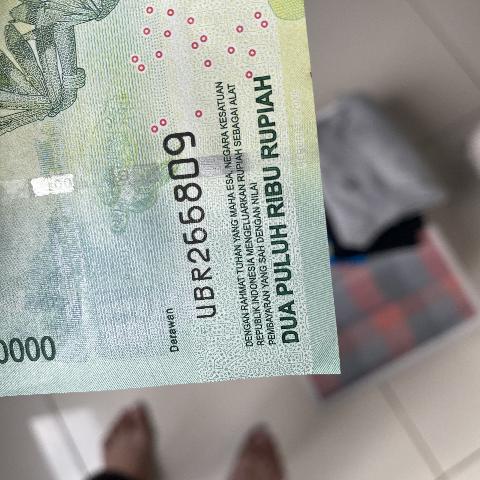 Derawan
UBR266809
DENGAN RAHMAT TUHAN YANG MAHA ESA, NEGARA KESATUAN
REPUBLIK INDONESIA MENGELUARKAN RUPIAH SEBAGAI ALAT
PEMBAYARAN YANG SAH DENGAN NILAI
DUA PULUH RIBU RUPIAH
0000